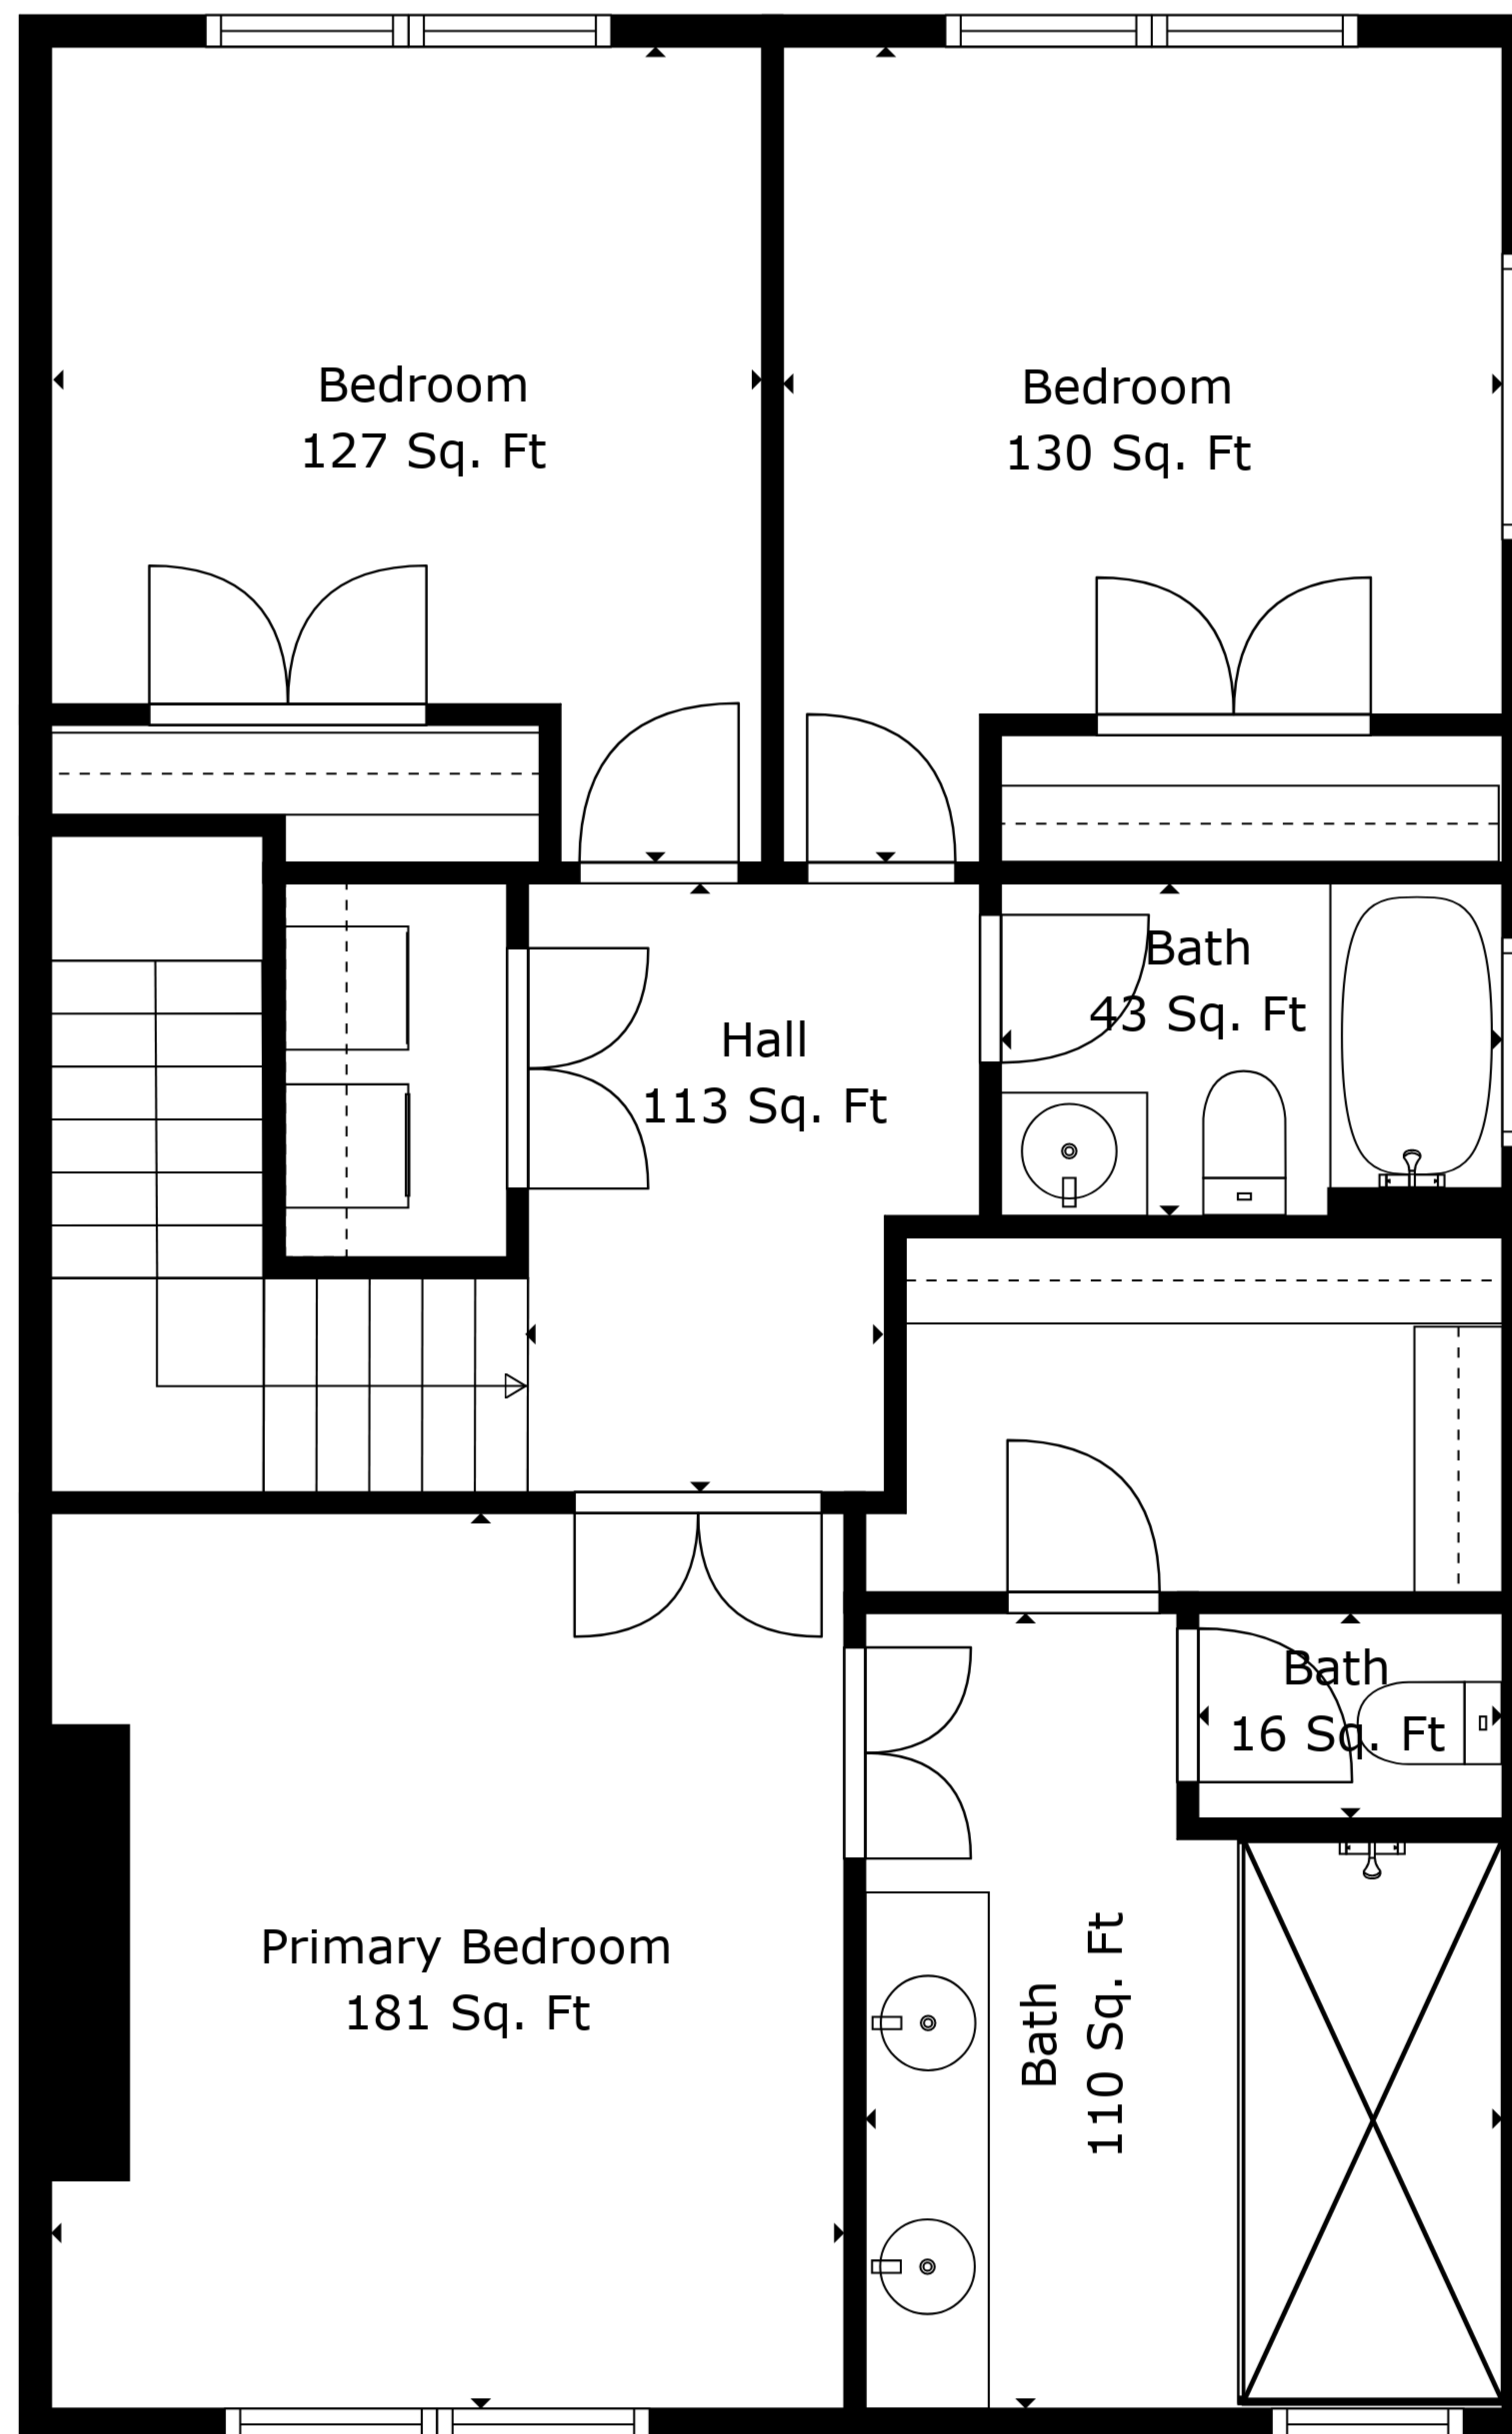 Bedroom
127 Sq. Ft
Bedroom
130 Sq. Ft
Bath
43 Sq. Ft
Hall
113 Sq. Ft
Bath
16 Sq. Ft
Primary Bedroom
181 Sq. Ft
Bath
110 Sq. Ft